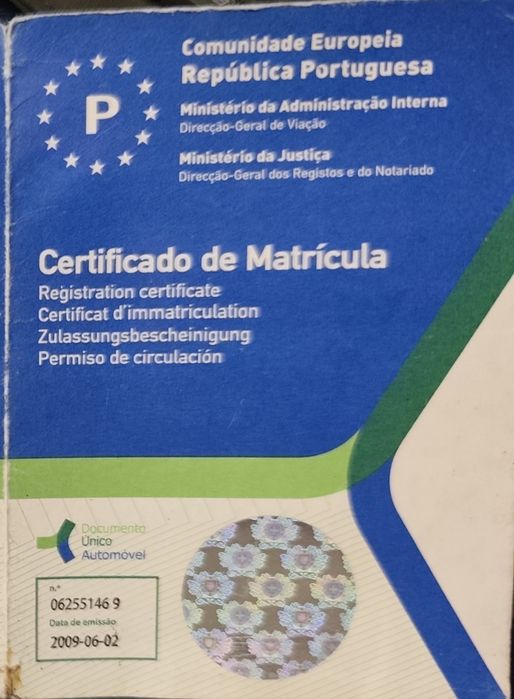 Comunidade Europeia
República Portuguesa
P
Ministério da Administração Interna
Direcção-Geral de Viação
Ministério da Justiça
Direcção-Geral dos Registos e do Notariado
Certificado de Matrícula
Registration certificate
Certificat d'immatriculation
Zulassungsbescheinigung
Permiso de circulación
Documento
Único
Automóvel
n.º
06255146 9
Data de emissão
2009-06-02